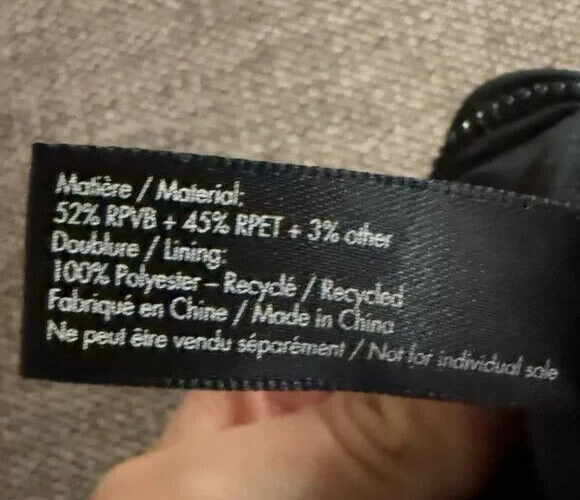 Matière / Material:
52% RPVB + 45% RPET + 3% other
Doublure / Lining:
100% Polyester – Recyclé / Recycled
Fabriqué en Chine / Made in China
Ne peut être vendu séparément / Not for individual sale